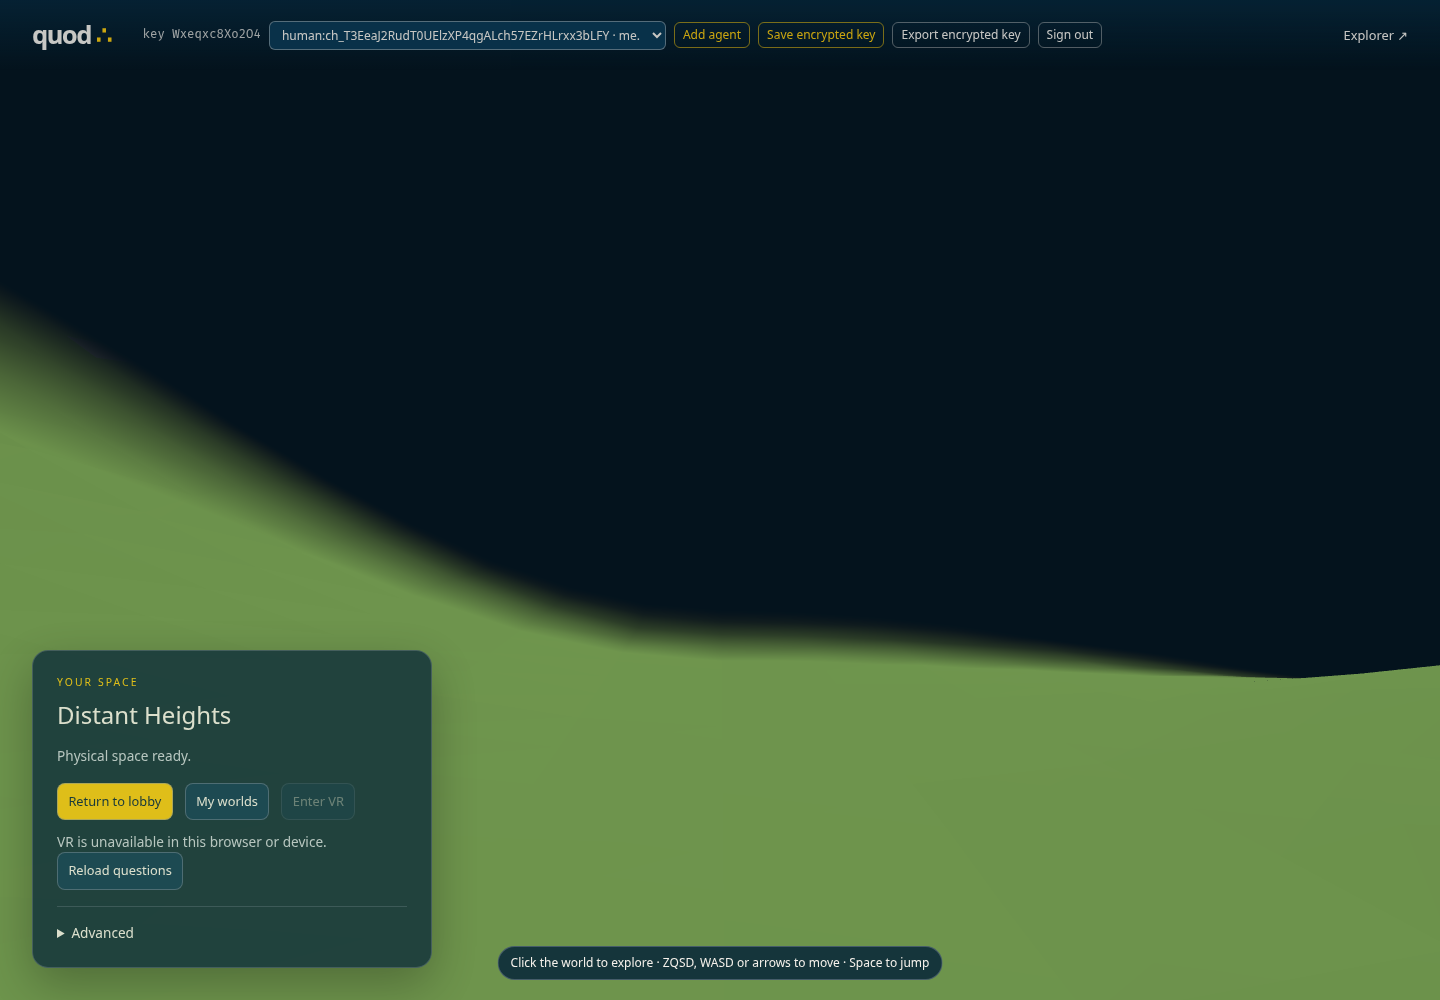 quod
key Wxeqxc8Xo2O4
human:ch_T3EeaJ2RudT0UElzXP4qgALch57EZrHLrxx3bLFY · me.
Add agent
Save encrypted key
Export encrypted key
Sign out
Explorer ↗
YOUR SPACE
Distant Heights
Physical space ready.
Return to lobby
My worlds
Enter VR
VR is unavailable in this browser or device.
Reload questions
Advanced
Click the world to explore · ZQSD, WASD or arrows to move · Space to jump